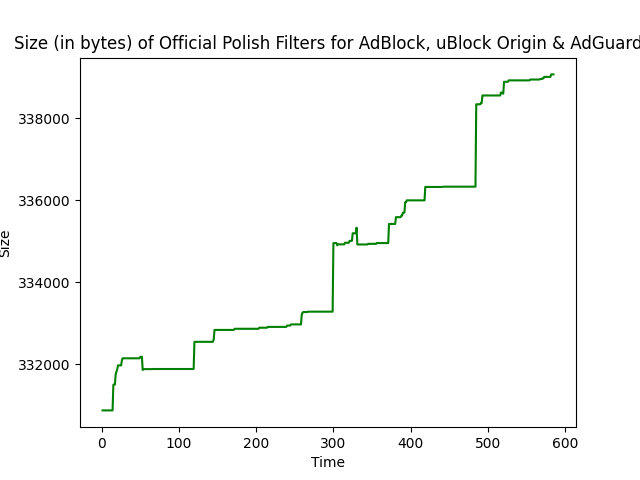 Size (in bytes) of Official Polish Filters for AdBlock, uBlock Origin & AdGuard
338000
336000
334000
332000
Size
0 100 200 300 400 500 600
Time